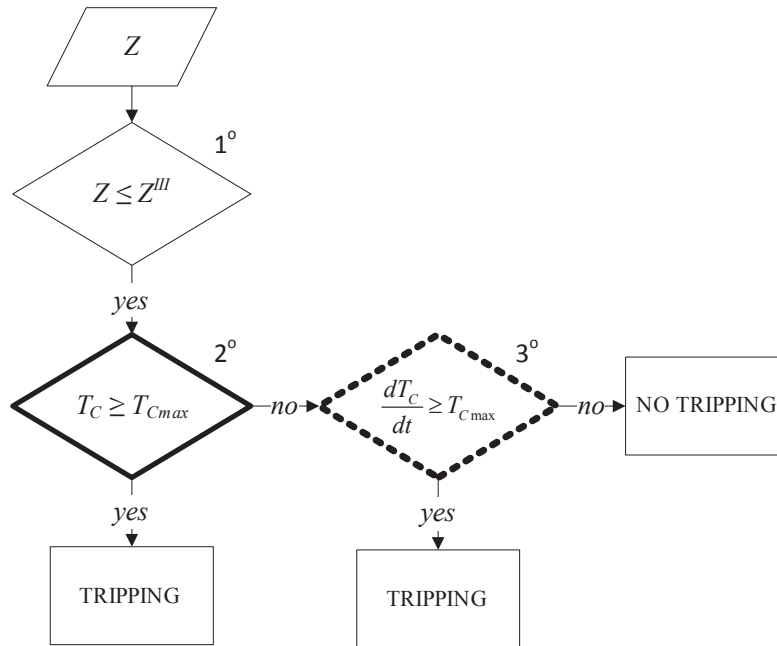 Z
1°
Z ≤ Z^III
yes
2°
T_C ≥ T_Cmax
no
3°
dT_C/dt ≥ T_Cmax
no
NO TRIPPING
yes
yes
TRIPPING
TRIPPING